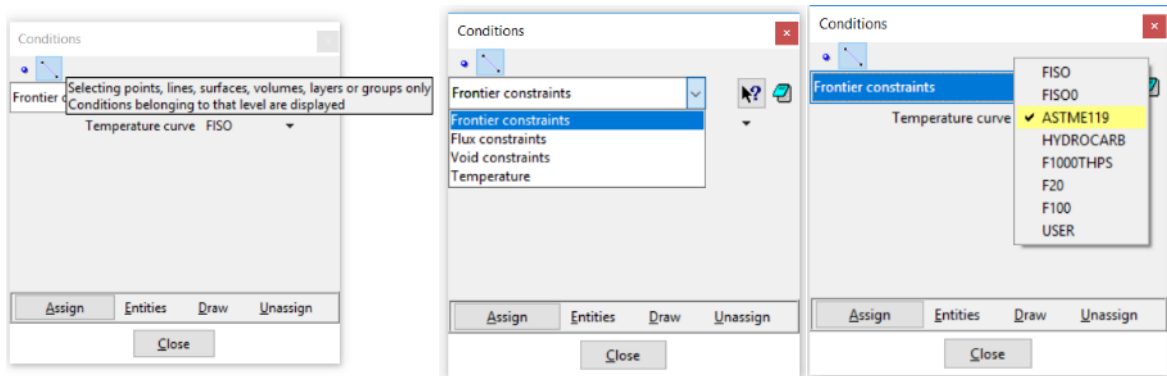 Conditions
Selecting points, lines, surfaces, volumes, layers or groups only
Frontier c
Conditions belonging to that level are displayed
Temperature curve FISO
Assign Entities Draw Unassign
Close
Conditions
Frontier constraints
Frontier constraints
Flux constraints
Void constraints
Temperature
Assign Entities Draw Unassign
Close
Conditions
Frontier constraints
Temperature curve
FISO
FISO0
ASTME119
HYDROCARB
F1000THPS
F20
F100
USER
Assign Entities Draw Unassign
Close